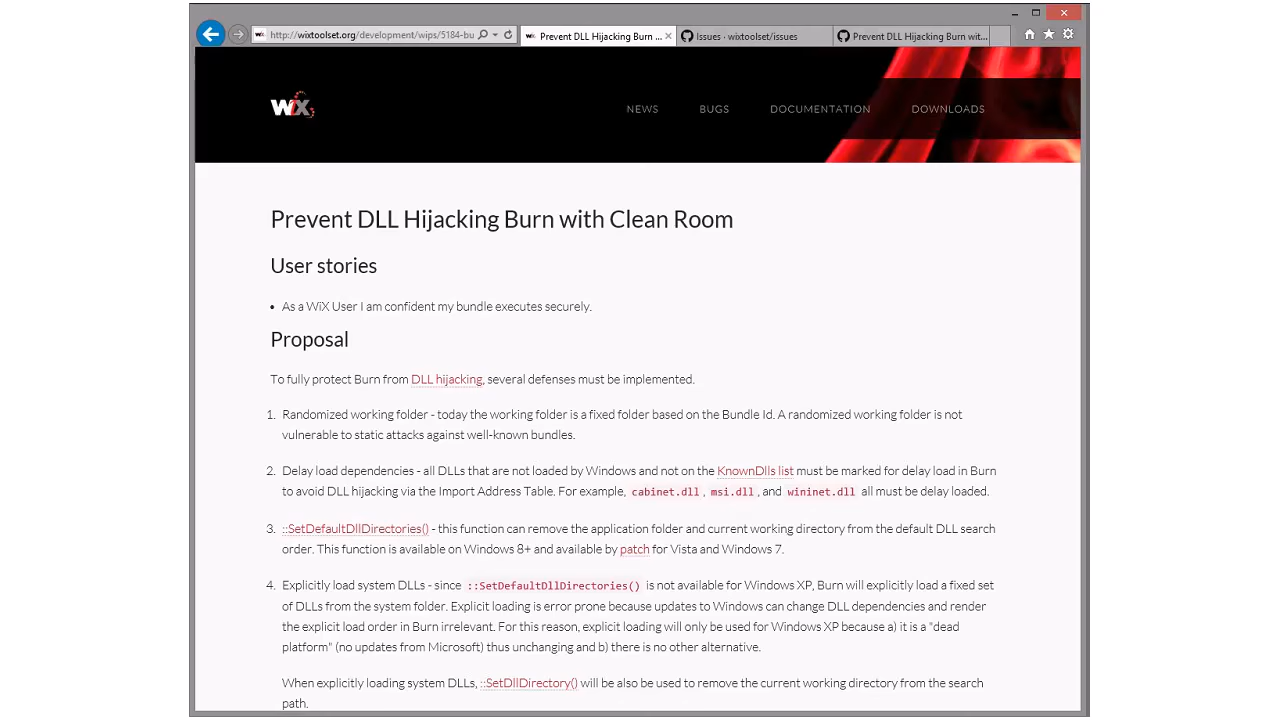 http://wixtoolset.org/development/wips/5184-bu
Prevent DLL Hijacking Burn ...
Issues · wixtoolset/issues
Prevent DLL Hijacking Burn wit...
WiX
NEWS
BUGS
DOCUMENTATION
DOWNLOADS
Prevent DLL Hijacking Burn with Clean Room
User stories
• As a WiX User I am confident my bundle executes securely.
Proposal
To fully protect Burn from DLL hijacking, several defenses must be implemented.
1. Randomized working folder - today the working folder is a fixed folder based on the Bundle Id. A randomized working folder is not
vulnerable to static attacks against well-known bundles.
2. Delay load dependencies - all DLLs that are not loaded by Windows and not on the KnownDlls list must be marked for delay load in Burn
to avoid DLL hijacking via the Import Address Table. For example, cabinet.dll, msi.dll, and wininet.dll all must be delay loaded.
3. ::SetDefaultDllDirectories() - this function can remove the application folder and current working directory from the default DLL search
order. This function is available on Windows 8+ and available by patch for Vista and Windows 7.
4. Explicitly load system DLLs - since ::SetDefaultDllDirectories() is not available for Windows XP, Burn will explicitly load a fixed set
of DLLs from the system folder. Explicit loading is error prone because updates to Windows can change DLL dependencies and render
the explicit load order in Burn irrelevant. For this reason, explicit loading will only be used for Windows XP because a) it is a "dead
platform" (no updates from Microsoft) thus unchanging and b) there is no other alternative.
When explicitly loading system DLLs, ::SetDllDirectory() will be also be used to remove the current working directory from the search
path.